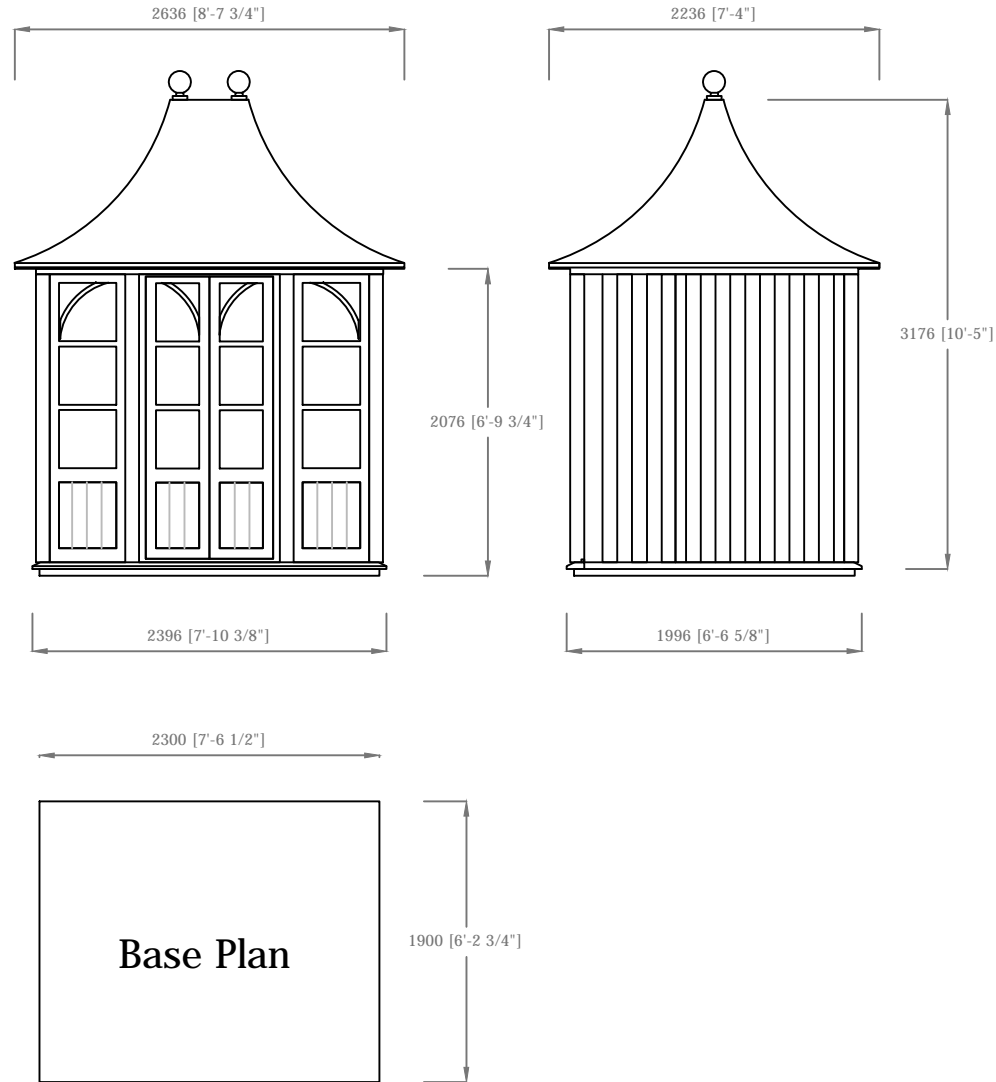 2636 [8'-7 3/4"]
2236 [7'-4"]
3176 [10'-5"]
2076 [6'-9 3/4"]
2396 [7'-10 3/8"]
1996 [6'-6 5/8"]
2300 [7'-6 1/2"]
1900 [6'-2 3/4"]
Base Plan